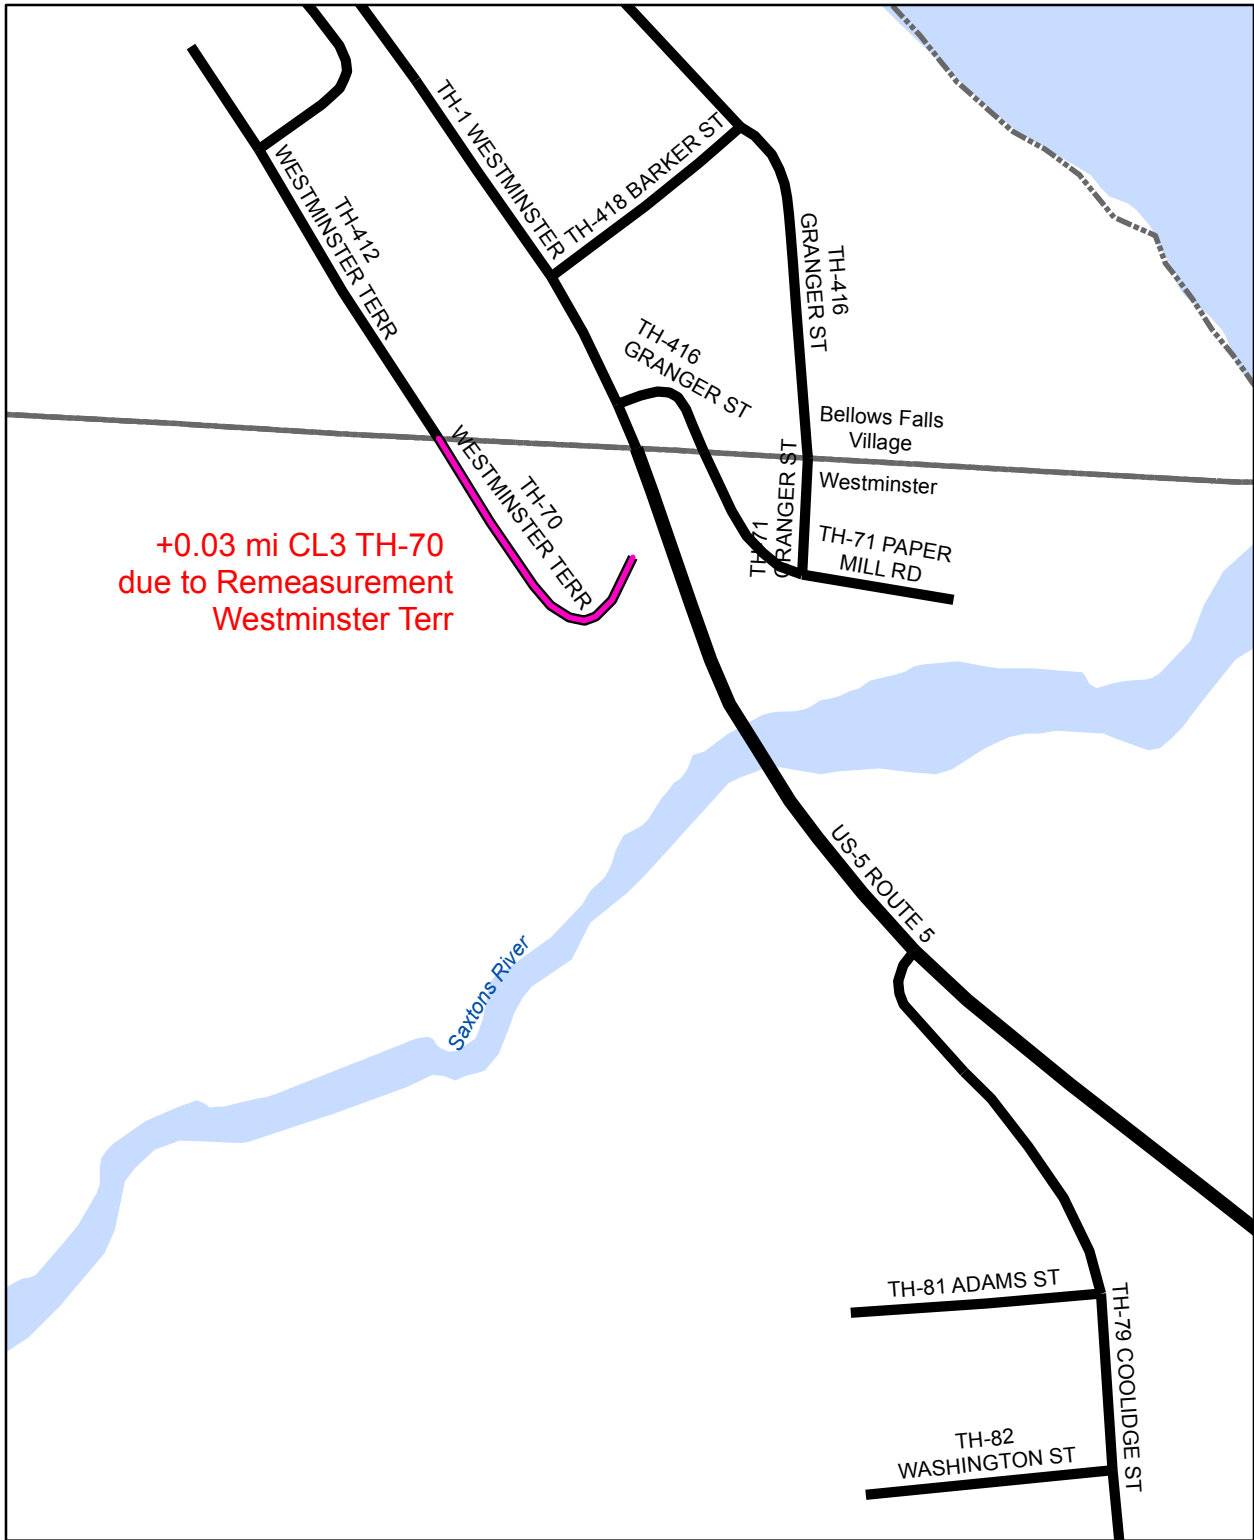 TH-1 WESTMINSTER
TH-418 BARKER ST
TH-412
WESTMINSTER TERR
TH-416
GRANGER ST
TH-416
GRANGER ST
Bellows Falls
Village
Westminster
TH-70
WESTMINSTER TERR
TH-71
GRANGER ST
TH-71 PAPER
MILL RD
+0.03 mi CL3 TH-70
due to Remeasurement
Westminster Terr
US-5 ROUTE 5
Saxtons River
TH-81 ADAMS ST
TH-79 COOLIDGE ST
TH-82
WASHINGTON ST